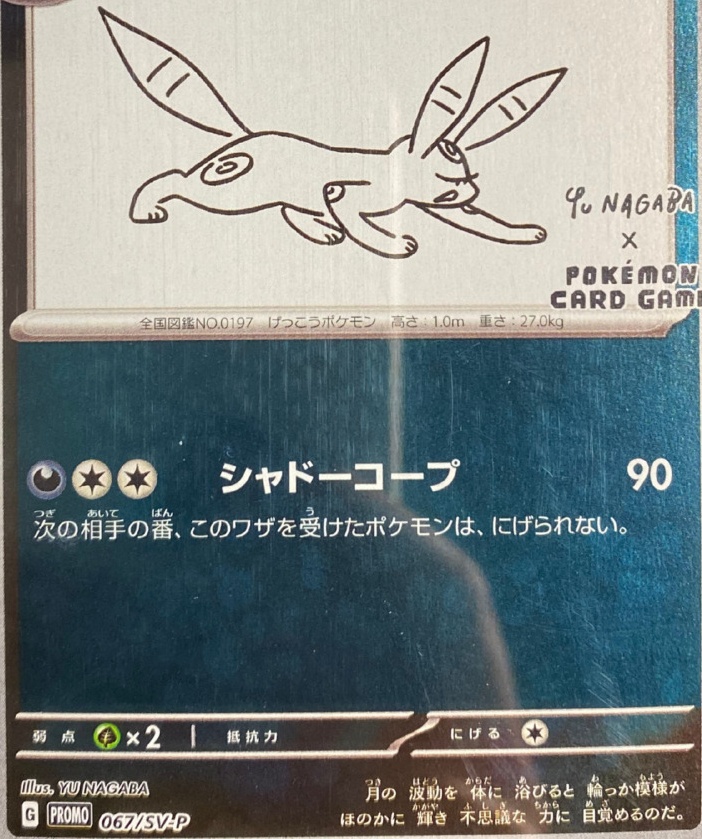 Yu NAGABA
X
POKÉMON
CARD GAME
全国図鑑NO.0197 げっこうポケモン 高さ：1.0m 重さ：27.0kg
シャドーコープ 90
次の相手の番、このワザを受けたポケモンは、にげられない。
弱点 ×2 抵抗力 にげる
Illus. YU NAGABA
月の 波動を 体に 浴びると 輪っか模様が
ほのかに 輝き 不思議な 力に 目覚めるのだ。
G PROMO 067/SV-P